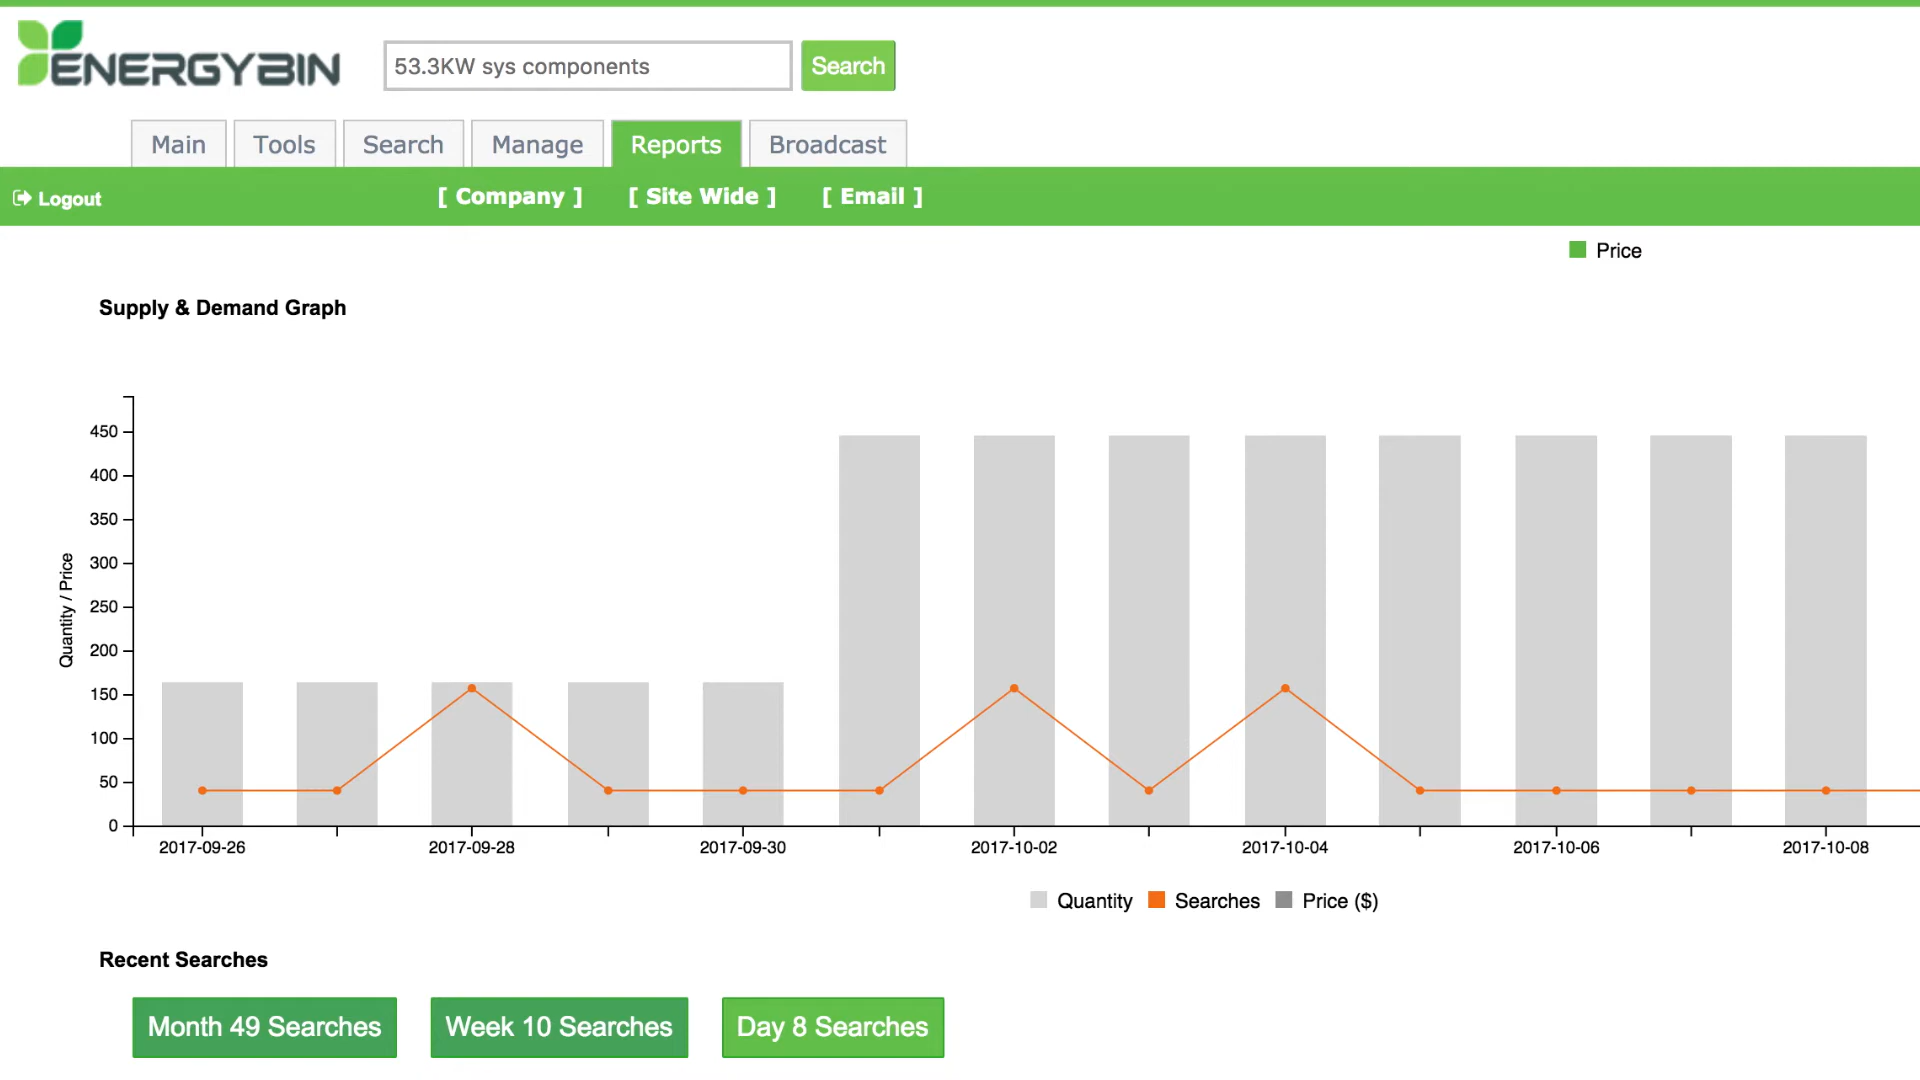 ENERGYBIN
53.3KW sys components
Search
Main
Tools
Search
Manage
Reports
Broadcast
Logout
[ Company ]
[ Site Wide ]
[ Email ]
Price
Supply & Demand Graph
450
400
350
300
250
200
150
100
50
0
Quantity / Price
2017-09-26
2017-09-28
2017-09-30
2017-10-02
2017-10-04
2017-10-06
2017-10-08
Quantity
Searches
Price ($)
Recent Searches
Month 49 Searches
Week 10 Searches
Day 8 Searches